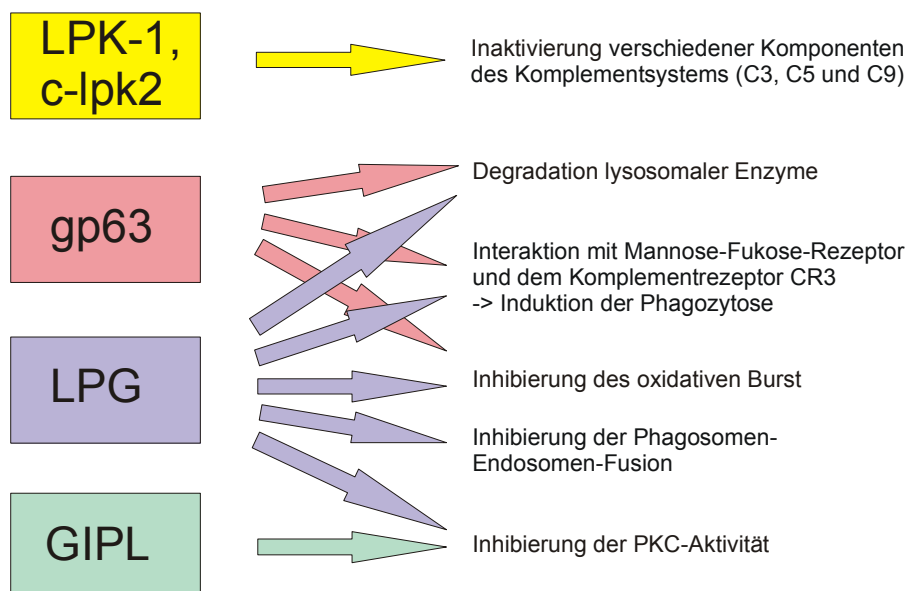 LPK-1,
c-lpk2
Inaktivierung verschiedener Komponenten
des Komplementsystems (C3, C5 und C9)
gp63
Degradation lysosomaler Enzyme
Interaktion mit Mannose-Fukose-Rezeptor
und dem Komplementrezeptor CR3
-> Induktion der Phagozytose
LPG
Inhibierung des oxidativen Burst
Inhibierung der Phagosomen-
Endosomen-Fusion
GIPL
Inhibierung der PKC-Aktivität